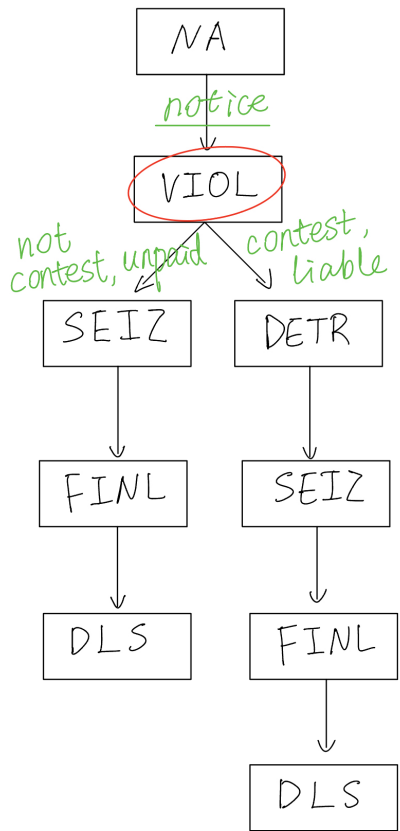 NA
notice
VIOL
not
contest, unpaid
contest,
liable
SEIZ
DETR
FINL
SEIZ
DLS
FINL
DLS